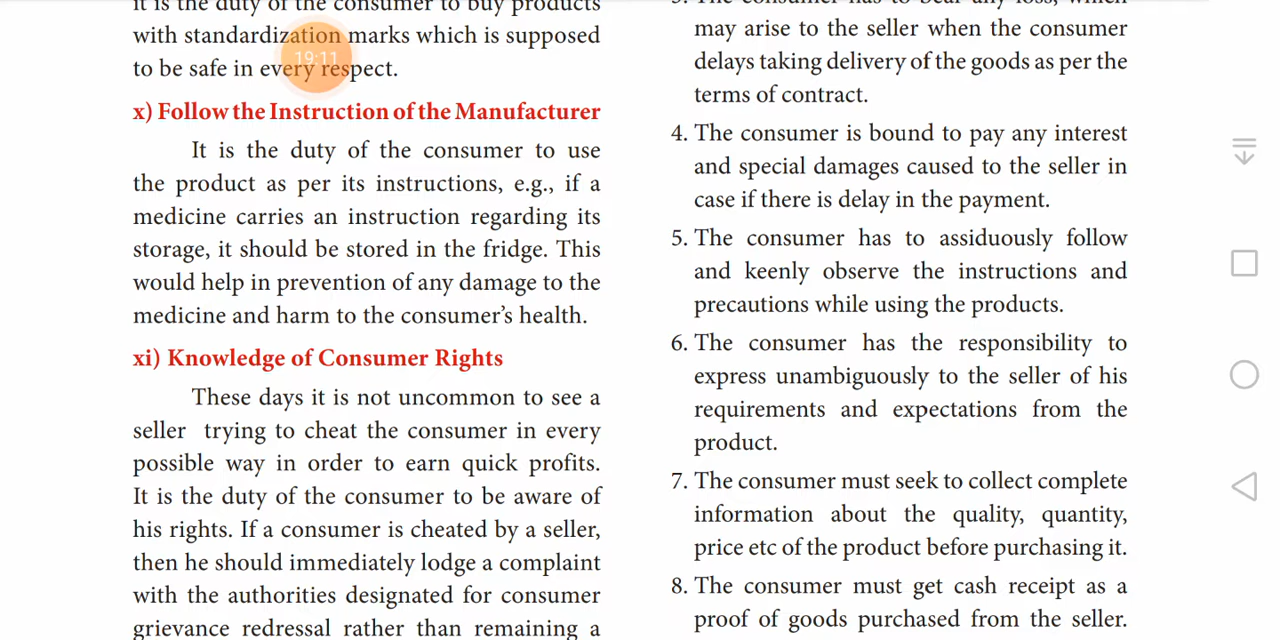 it is the duty of the consumer to buy products
with standardization marks which is supposed
to be safe in every respect.
19:11
x) Follow the Instruction of the Manufacturer
It is the duty of the consumer to use
the product as per its instructions, e.g., if a
medicine carries an instruction regarding its
storage, it should be stored in the fridge. This
would help in prevention of any damage to the
medicine and harm to the consumer's health.
xi) Knowledge of Consumer Rights
These days it is not uncommon to see a
seller trying to cheat the consumer in every
possible way in order to earn quick profits.
It is the duty of the consumer to be aware of
his rights. If a consumer is cheated by a seller,
then he should immediately lodge a complaint
with the authorities designated for consumer
grievance redressal rather than remaining a
3. The consumer has to bear any loss, which
may arise to the seller when the consumer
delays taking delivery of the goods as per the
terms of contract.
4. The consumer is bound to pay any interest
and special damages caused to the seller in
case if there is delay in the payment.
5. The consumer has to assiduously follow
and keenly observe the instructions and
precautions while using the products.
6. The consumer has the responsibility to
express unambiguously to the seller of his
requirements and expectations from the
product.
7. The consumer must seek to collect complete
information about the quality, quantity,
price etc of the product before purchasing it.
8. The consumer must get cash receipt as a
proof of goods purchased from the seller.